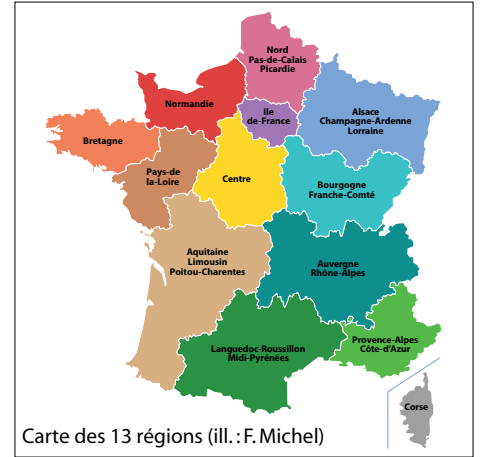 Nord
Pas-de-Calais
Picardie
Normandie
Ile
de-France
Alsace
Champagne-Ardenne
Lorraine
Bretagne
Pays-de
la-Loire
Centre
Bourgogne
Franche-Comté
Aquitaine
Limousin
Poitou-Charentes
Auvergne
Rhône-Alpes
Languedoc-Roussillon
Midi-Pyrénées
Provence-Alpes
Côte-d'Azur
Corse
Carte des 13 régions (ill. : F. Michel)